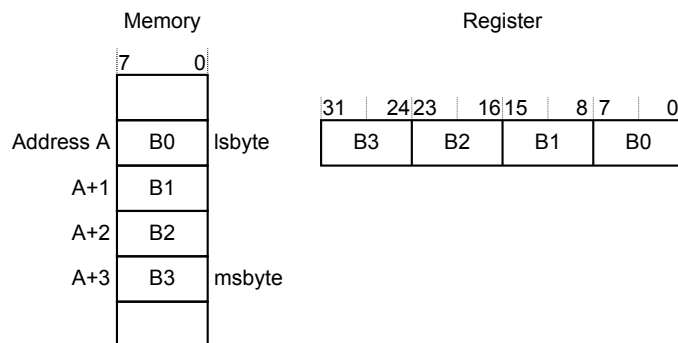 Memory Register
7 0
31 24 23 16 15 8 7 0
Address A B0 lsbyte B3 B2 B1 B0
A+1 B1
A+2 B2
A+3 B3 msbyte